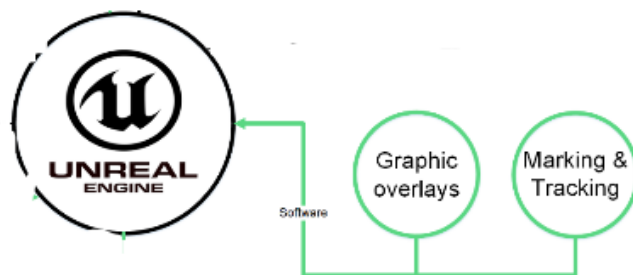 UNREAL
ENGINE
Software
Graphic
overlays
Marking &
Tracking